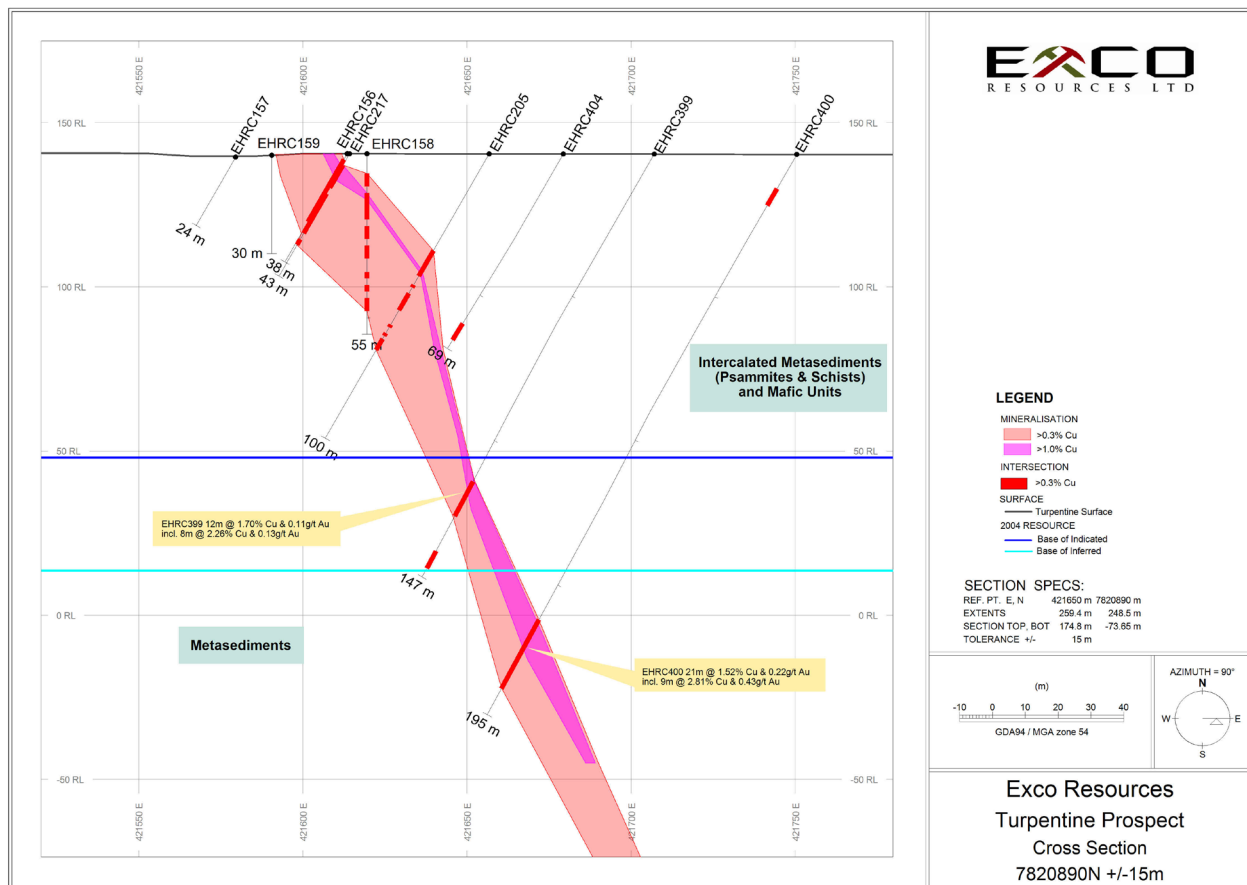 421550 E
421600 E
421650 E
421700 E
421750 E
150 RL
150 RL
EHRC157
EHRC159
EHRC156
EHRC217
EHRC158
EHRC205
EHRC404
EHRC399
EHRC400
24 m
30 m
38 m
43 m
100 RL
100 RL
55 m
69 m
Intercalated Metasediments
(Psammites & Schists)
and Mafic Units
100 m
50 RL
50 RL
EHRC399 12m @ 1.70% Cu & 0.11g/t Au
incl. 8m @ 2.26% Cu & 0.13g/t Au
147 m
0 RL
0 RL
Metasediments
EHRC400 21m @ 1.52% Cu & 0.22g/t Au
incl. 9m @ 2.81% Cu & 0.43g/t Au
195 m
-50 RL
-50 RL
421550 E
421600 E
421650 E
421700 E
421750 E
EXCO
RESOURCES LTD
LEGEND
MINERALISATION
>0.3% Cu
>1.0% Cu
INTERSECTION
>0.3% Cu
SURFACE
Turpentine Surface
2004 RESOURCE
Base of Indicated
Base of Inferred
SECTION SPECS:
REF. PT. E, N 421650 m 7820890 m
EXTENTS 259.4 m 248.5 m
SECTION TOP, BOT 174.8 m -73.65 m
TOLERANCE +/- 15 m
(m)
-10 0 10 20 30 40
GDA94 / MGA zone 54
AZIMUTH = 90°
N
W E
S
Exco Resources
Turpentine Prospect
Cross Section
7820890N +/-15m